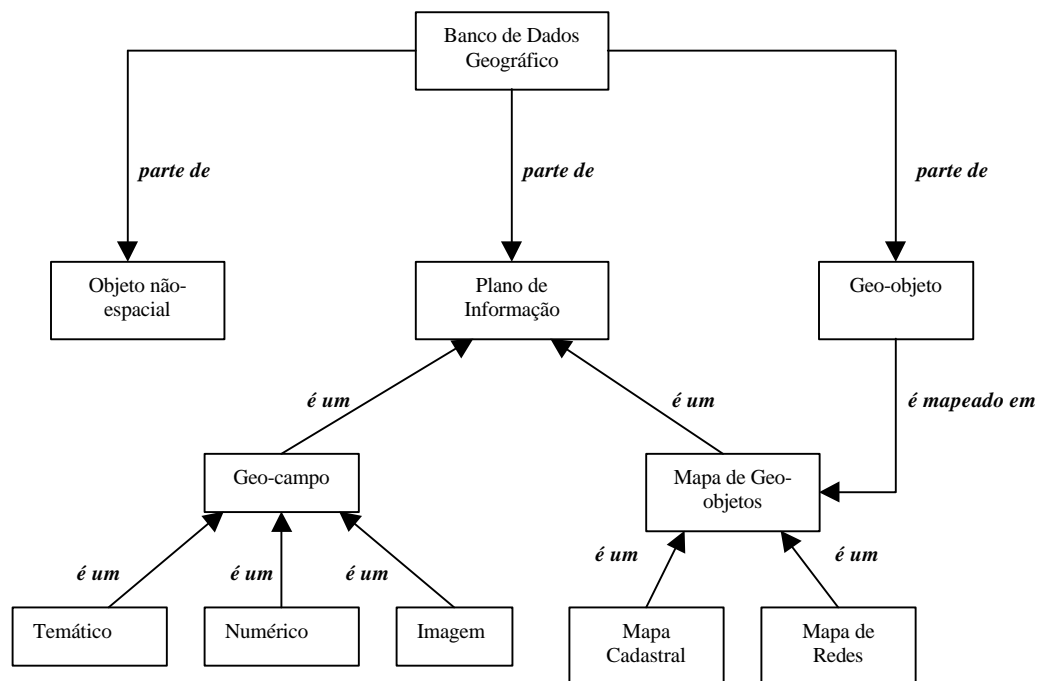 Banco de Dados
Geográfico
parte de
parte de
parte de
Objeto não-
espacial
Plano de
Informação
Geo-objeto
é um
é um
é mapeado em
Geo-campo
Mapa de Geo-
objetos
é um
é um
é um
é um
é um
Temático
Numérico
Imagem
Mapa
Cadastral
Mapa de
Redes